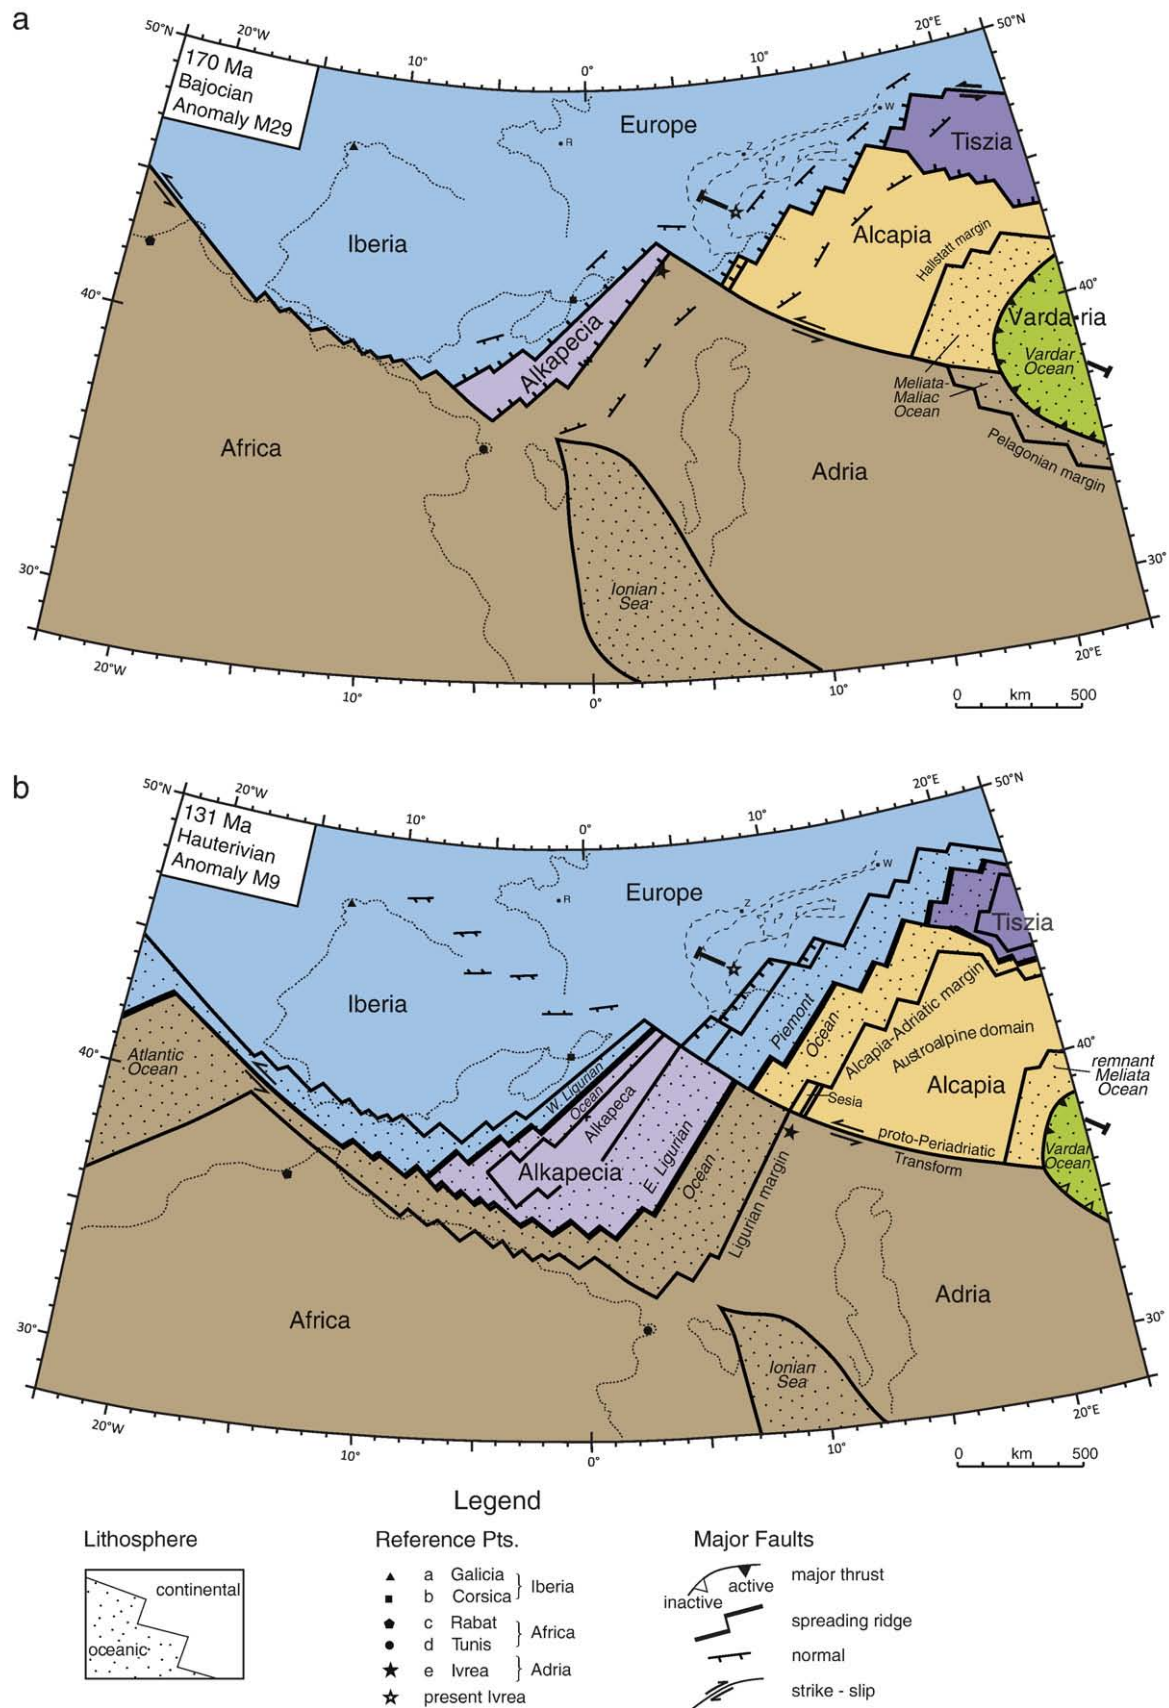 a
50°N
20°W
10°
0°
10°
20°E
50°N
170 Ma
Bajocian
Anomaly M29
Europe
R
Z
W
Tiszia
Iberia
Alcapia
Hallstatt margin
40°
40°
Alkapecia
Vardaria
Vardar
Ocean
Meliata-
Maliac
Ocean
Pelagonian margin
Africa
Adria
Ionian
Sea
30°
30°
20°W
10°
0°
10°
20°E
0 km 500
b
50°N
20°W
10°
0°
10°
20°E
50°N
131 Ma
Hauterivian
Anomaly M9
Europe
R
Z
W
Tiszia
Iberia
Piemont
Ocean
Alcapia-Adriatic margin
Austroalpine domain
Alcapia
Atlantic
Ocean
40°
40°
remnant
Meliata
Ocean
W. Ligurian
Ocean
Alkapeca
Alkapecia
E. Ligurian
Ocean
Sesia
Ligurian margin
proto-Periadriatic
Transform
Vardar
Ocean
Africa
Adria
Ionian
Sea
30°
30°
20°W
10°
0°
10°
20°E
0 km 500
Legend
Lithosphere
continental
oceanic
Reference Pts.
a Galicia
b Corsica
Iberia
c Rabat
d Tunis
Africa
e Ivrea
Adria
present Ivrea
Major Faults
inactive
active
major thrust
spreading ridge
normal
strike - slip